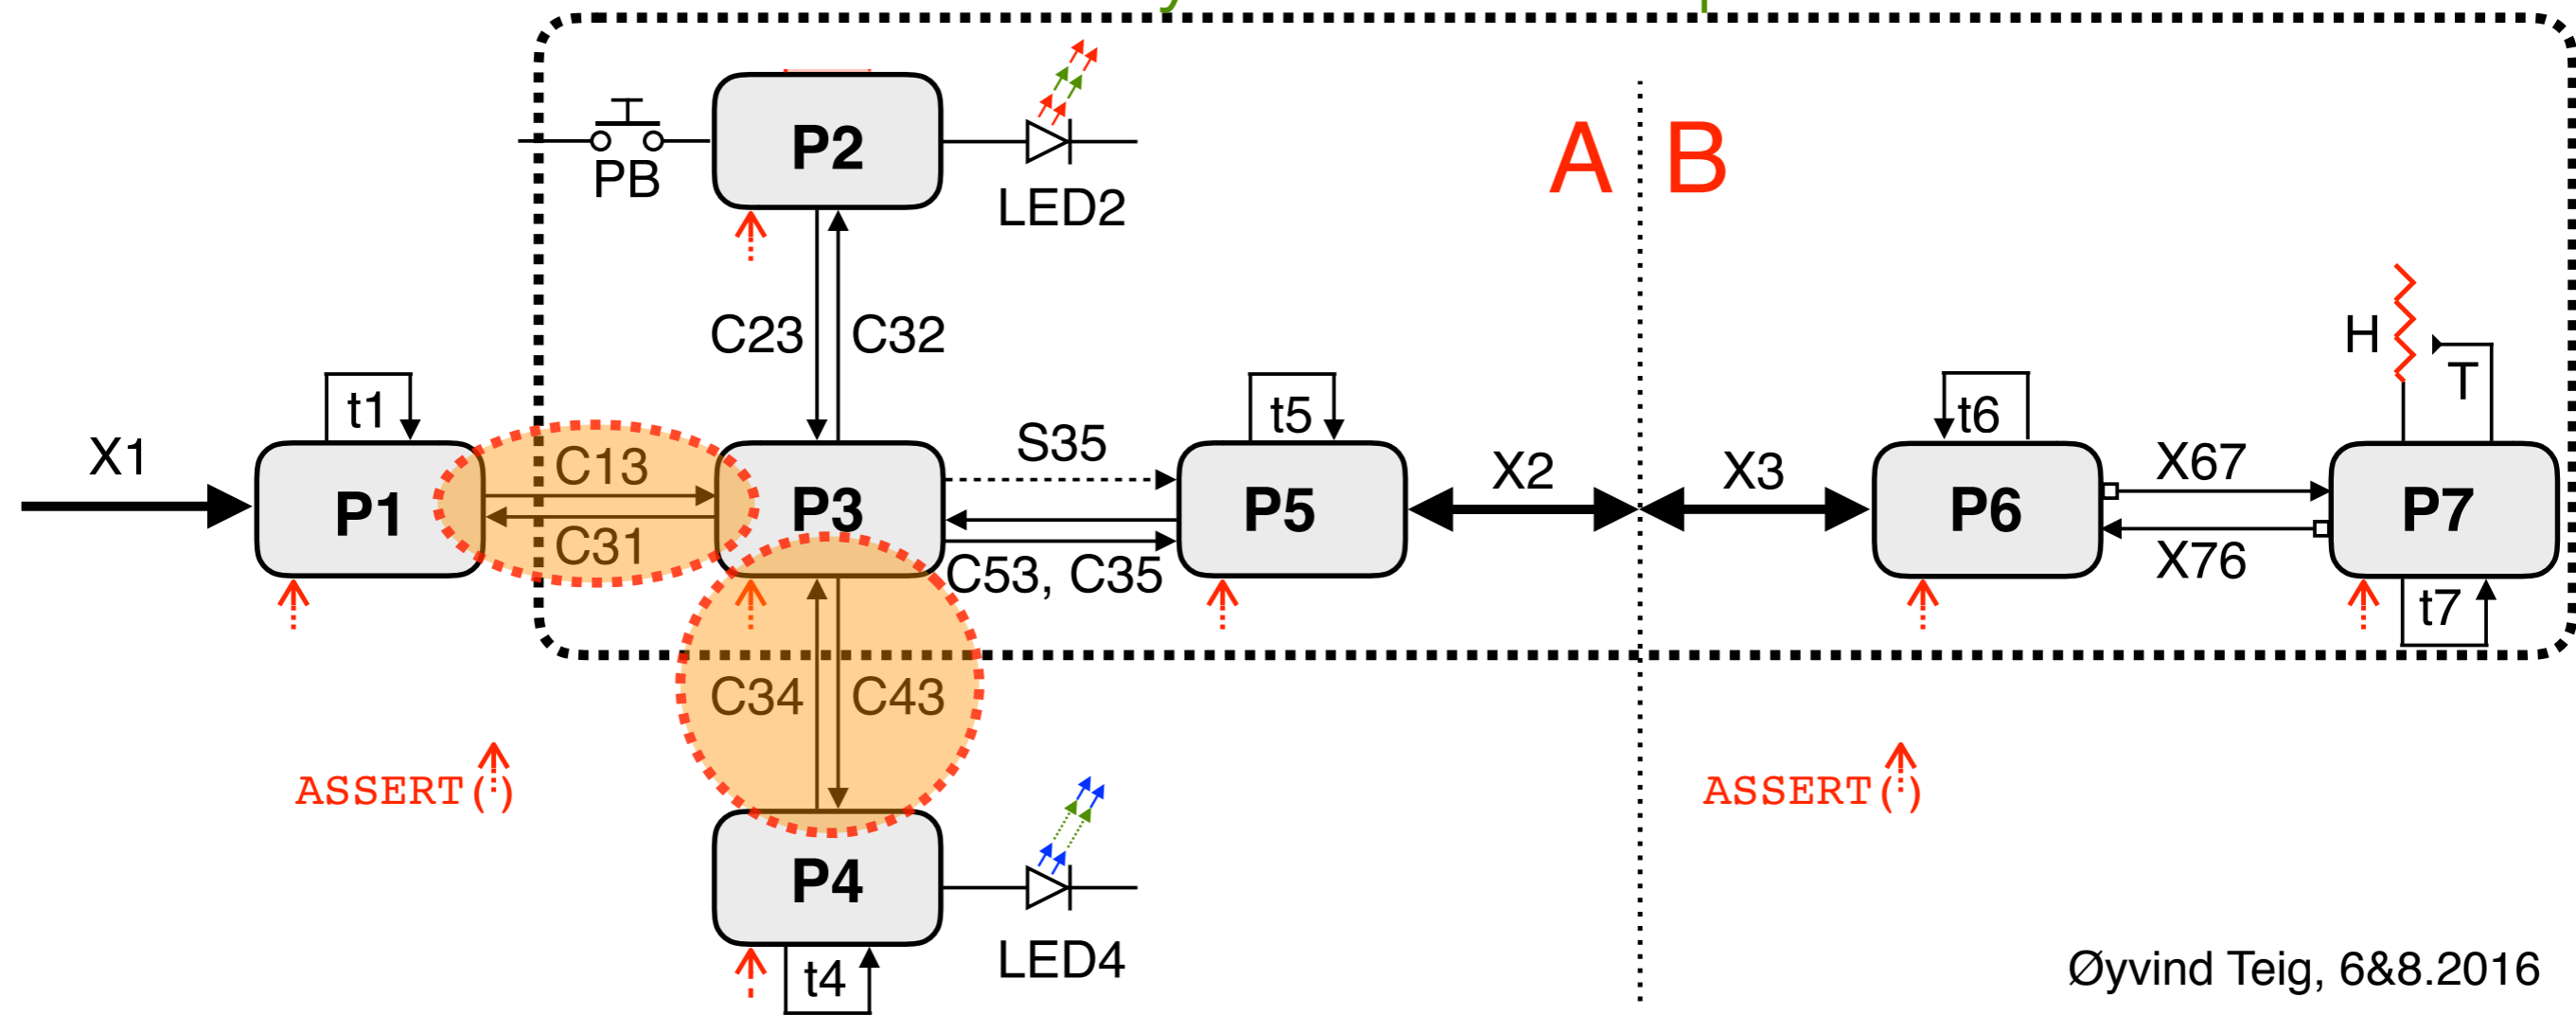 P2
PB
LED2
A
B
C23
C32
H
T
t1
t5
t6
X1
C13
S35
X2
X3
X67
P1
P3
P5
P6
P7
C31
C53, C35
X76
t7
C34
C43
ASSERT( )
ASSERT( )
P4
LED4
t4
Øyvind Teig, 6&8.2016